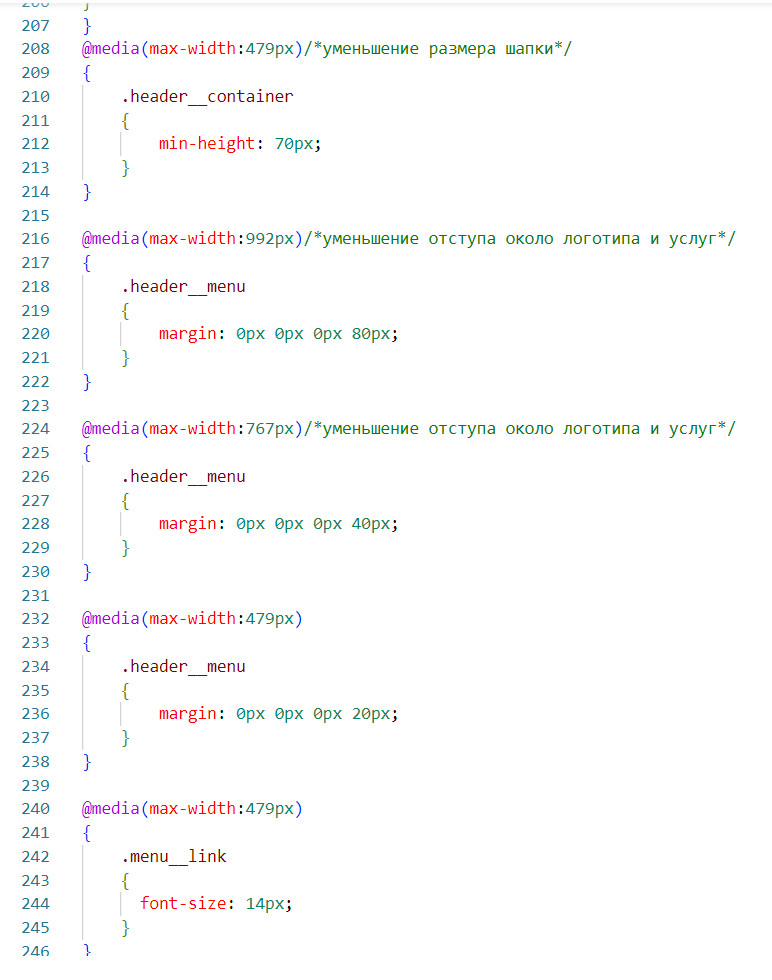 206 }
207 }
208 @media(max-width:479px)/*уменьшение размера шапки*/
209 {
210 .header__container
211 {
212 min-height: 70px;
213 }
214 }
215
216 @media(max-width:992px)/*уменьшение отступа около логотипа и услуг*/
217 {
218 .header__menu
219 {
220 margin: 0px 0px 0px 80px;
221 }
222 }
223
224 @media(max-width:767px)/*уменьшение отступа около логотипа и услуг*/
225 {
226 .header__menu
227 {
228 margin: 0px 0px 0px 40px;
229 }
230 }
231
232 @media(max-width:479px)
233 {
234 .header__menu
235 {
236 margin: 0px 0px 0px 20px;
237 }
238 }
239
240 @media(max-width:479px)
241 {
242 .menu__link
243 {
244 font-size: 14px;
245 }
246 }